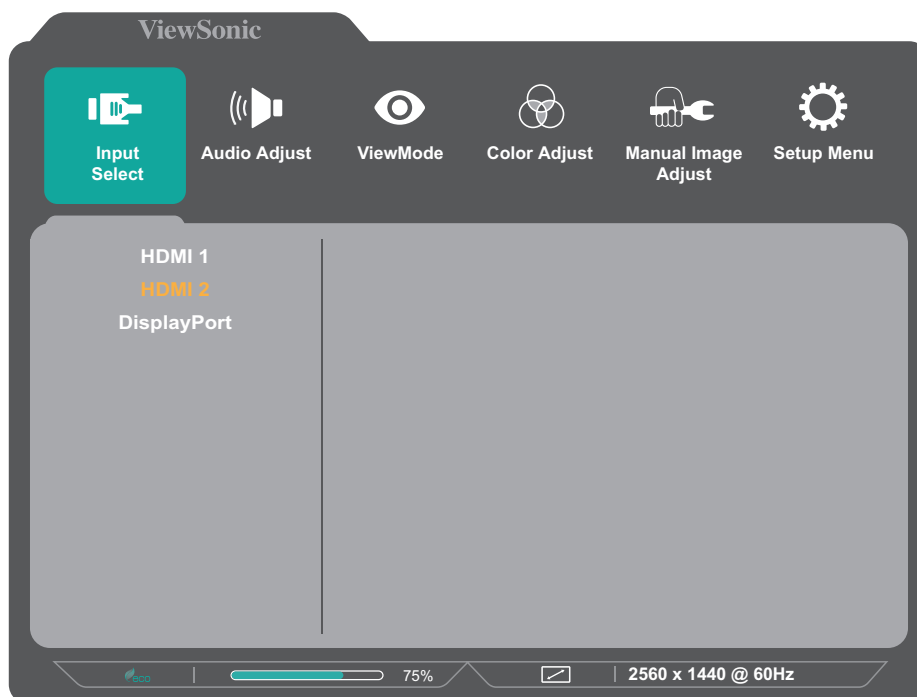 ViewSonic
Input
Select
Audio Adjust
ViewMode
Color Adjust
Manual Image
Adjust
Setup Menu
HDMI 1
HDMI 2
DisplayPort
eco
75%
2560 x 1440 @ 60Hz